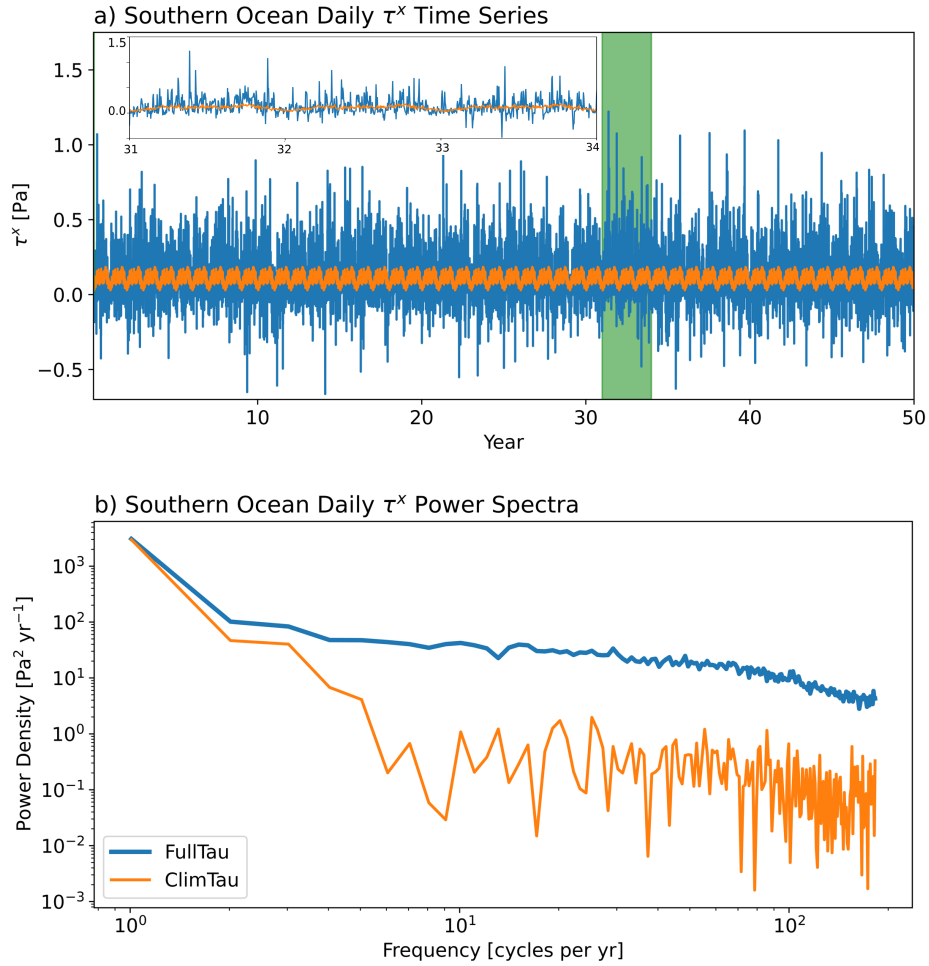 a) Southern Ocean Daily τˣ Time Series
1.5
0.0
31 32 33 34
1.5
1.0
0.5
0.0
−0.5
τˣ [Pa]
10 20 30 40 50
Year
b) Southern Ocean Daily τˣ Power Spectra
10³
10²
10¹
10⁰
10⁻¹
10⁻²
10⁻³
Power Density [Pa² yr⁻¹]
FullTau
ClimTau
10⁰ 10¹ 10²
Frequency [cycles per yr]